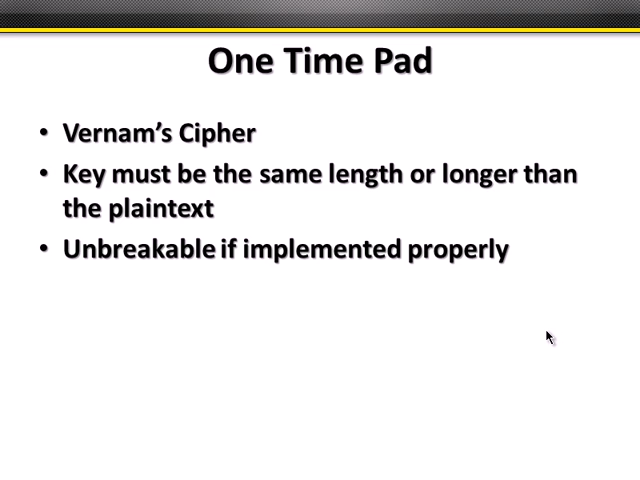 One Time Pad
• Vernam's Cipher
• Key must be the same length or longer than
the plaintext
• Unbreakable if implemented properly